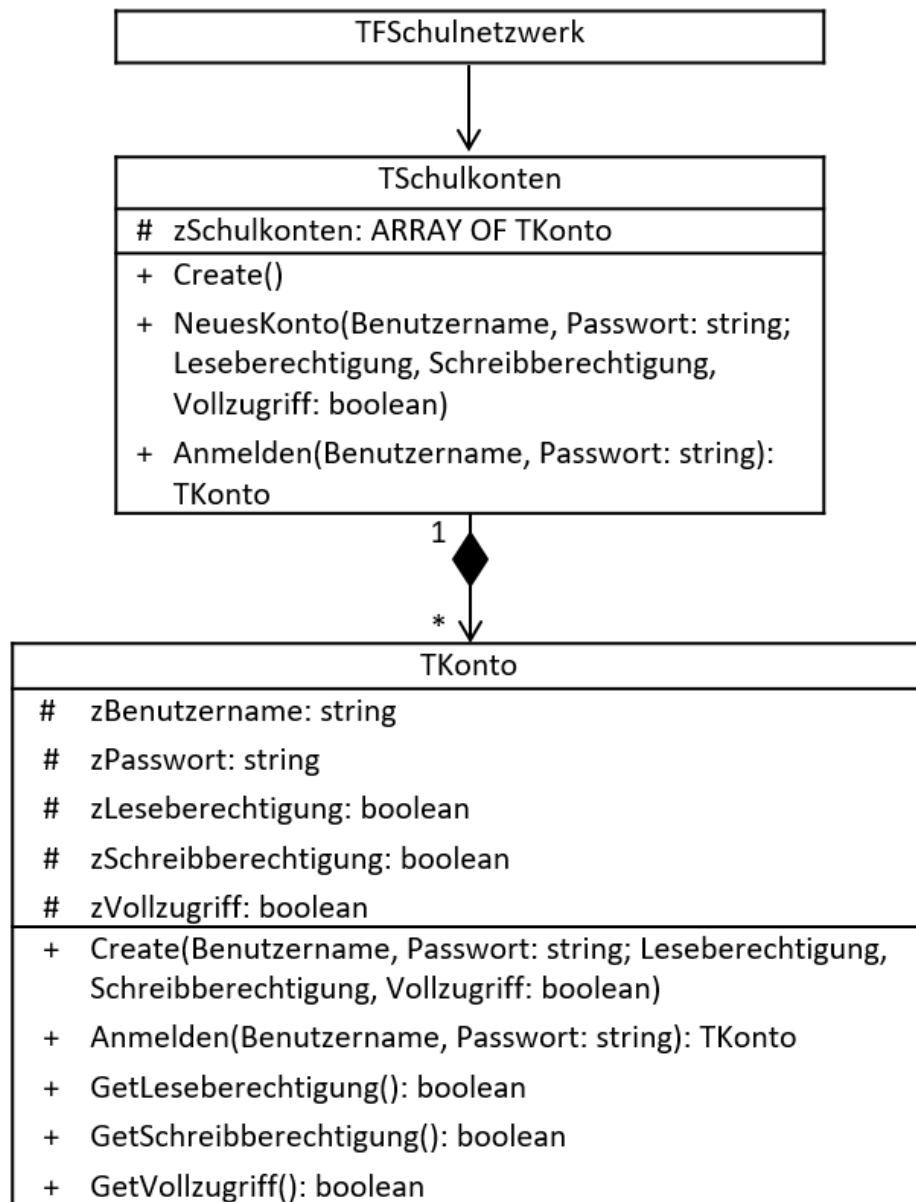 TFSchulnetzwerk
TSchulkonten
# zSchulkonten: ARRAY OF TKonto
+ Create()
+ NeuesKonto(Benutzername, Passwort: string;
Leseberechtigung, Schreibberechtigung,
Vollzugriff: boolean)
+ Anmelden(Benutzername, Passwort: string):
TKonto
1
*
TKonto
# zBenutzername: string
# zPasswort: string
# zLeseberechtigung: boolean
# zSchreibberechtigung: boolean
# zVollzugriff: boolean
+ Create(Benutzername, Passwort: string; Leseberechtigung,
Schreibberechtigung, Vollzugriff: boolean)
+ Anmelden(Benutzername, Passwort: string): TKonto
+ GetLeseberechtigung(): boolean
+ GetSchreibberechtigung(): boolean
+ GetVollzugriff(): boolean